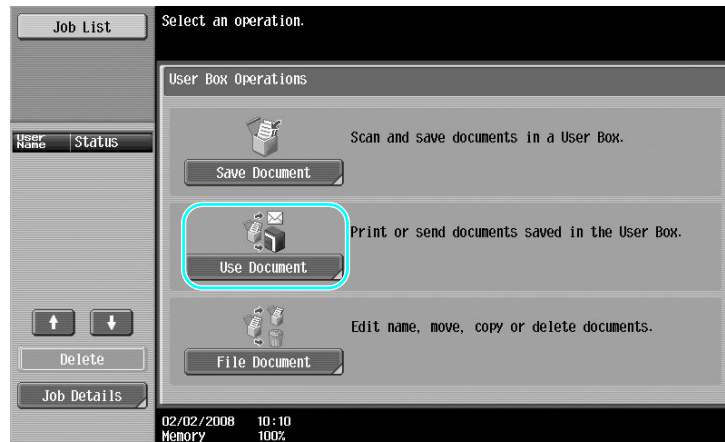 Job List
Select an operation.
User Box Operations
User Name Status
Scan and save documents in a User Box.
Save Document
Print or send documents saved in the User Box.
Use Document
Edit name, move, copy or delete documents.
File Document
Delete
Job Details
02/02/2008 10:10
Memory 100%